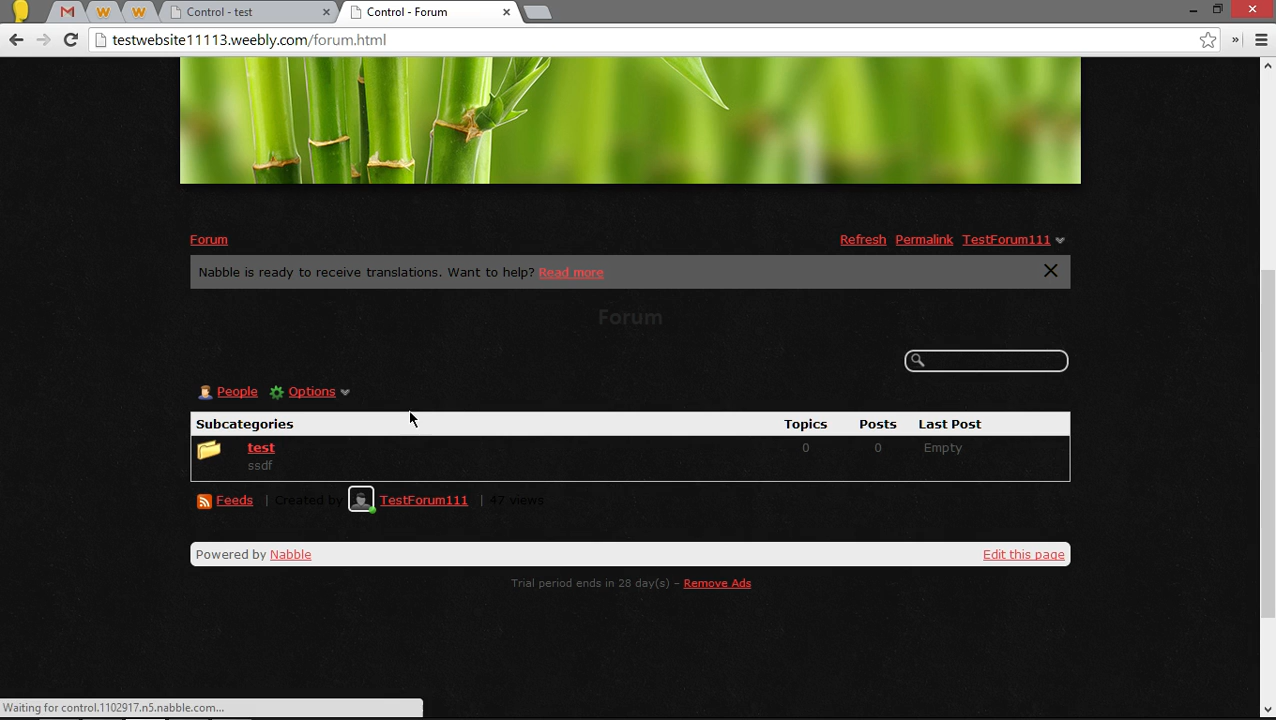 Control - test
Control - Forum
testwebsite11113.weebly.com/forum.html
Forum Refresh Permalink TestForum111
Nabble is ready to receive translations. Want to help? Read more
Forum
People Options
Subcategories Topics Posts Last Post
test 0 0 Empty
ssdf
Feeds | Created by TestForum111 | 47 views
Powered by Nabble Edit this page
Trial period ends in 28 day(s) – Remove Ads
Waiting for control.1102917.n5.nabble.com...